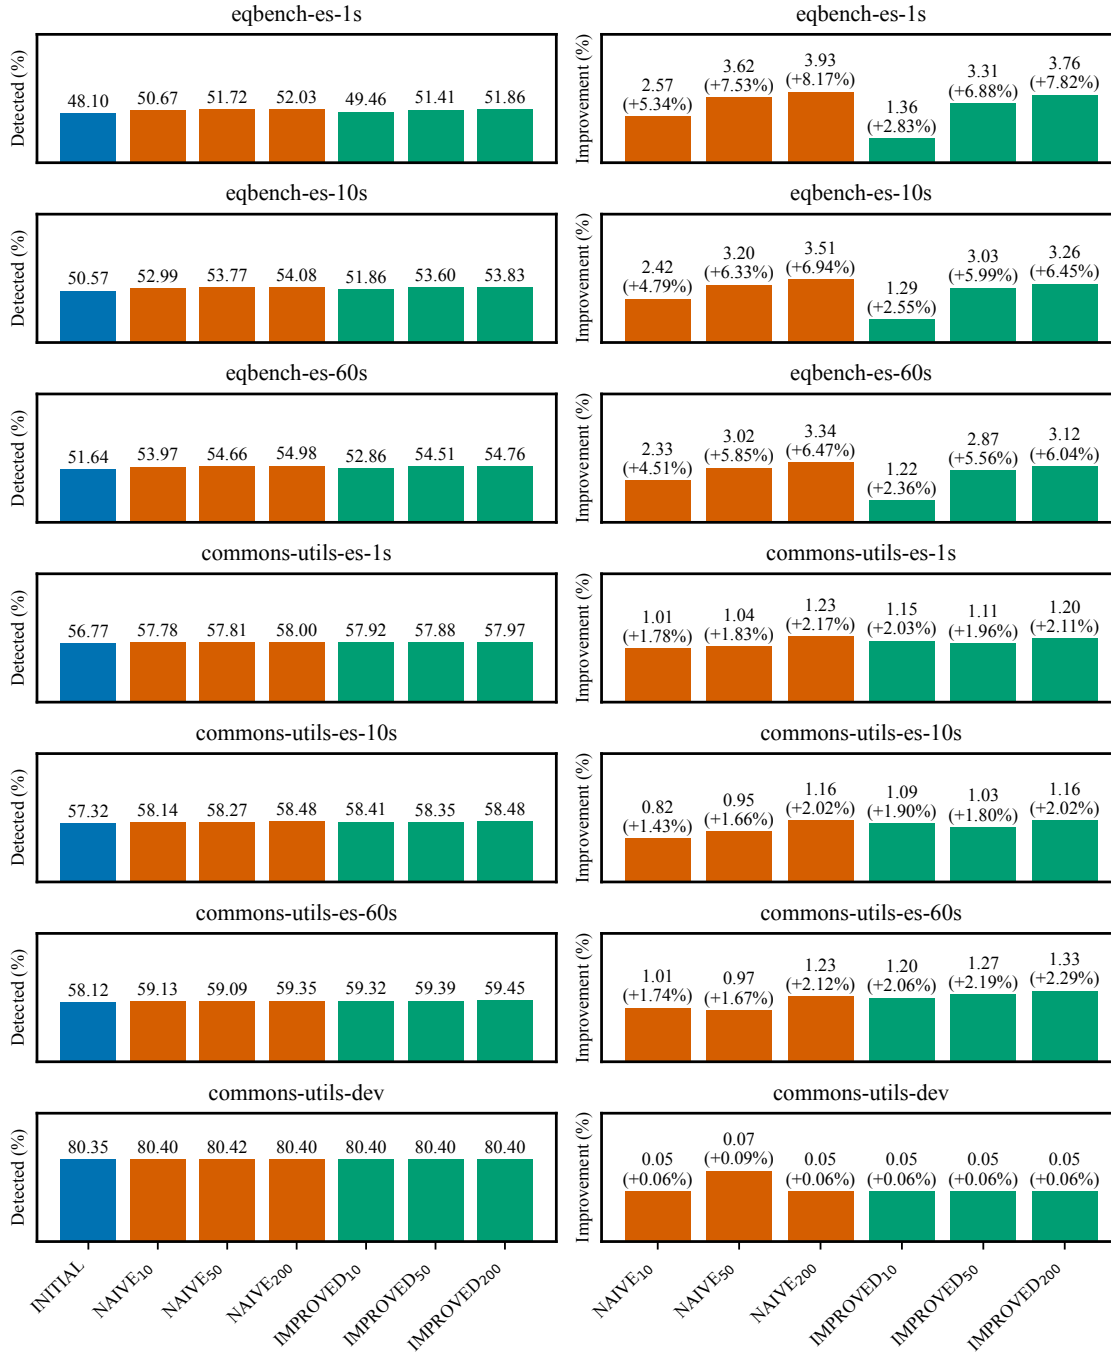 eqbench-es-1s
Detected (%)
48.10 50.67 51.72 52.03 49.46 51.41 51.86
eqbench-es-1s
Improvement (%)
2.57 3.62 3.93 1.36 3.31 3.76
(+5.34%) (+7.53%) (+8.17%) (+2.83%) (+6.88%) (+7.82%)
eqbench-es-10s
Detected (%)
50.57 52.99 53.77 54.08 51.86 53.60 53.83
eqbench-es-10s
Improvement (%)
2.42 3.20 3.51 1.29 3.03 3.26
(+4.79%) (+6.33%) (+6.94%) (+2.55%) (+5.99%) (+6.45%)
eqbench-es-60s
Detected (%)
51.64 53.97 54.66 54.98 52.86 54.51 54.76
eqbench-es-60s
Improvement (%)
2.33 3.02 3.34 1.22 2.87 3.12
(+4.51%) (+5.85%) (+6.47%) (+2.36%) (+5.56%) (+6.04%)
commons-utils-es-1s
Detected (%)
56.77 57.78 57.81 58.00 57.92 57.88 57.97
commons-utils-es-1s
Improvement (%)
1.01 1.04 1.23 1.15 1.11 1.20
(+1.78%) (+1.83%) (+2.17%) (+2.03%) (+1.96%) (+2.11%)
commons-utils-es-10s
Detected (%)
57.32 58.14 58.27 58.48 58.41 58.35 58.48
commons-utils-es-10s
Improvement (%)
0.82 0.95 1.16 1.09 1.03 1.16
(+1.43%) (+1.66%) (+2.02%) (+1.90%) (+1.80%) (+2.02%)
commons-utils-es-60s
Detected (%)
58.12 59.13 59.09 59.35 59.32 59.39 59.45
commons-utils-es-60s
Improvement (%)
1.01 0.97 1.23 1.20 1.27 1.33
(+1.74%) (+1.67%) (+2.12%) (+2.06%) (+2.19%) (+2.29%)
commons-utils-dev
Detected (%)
80.35 80.40 80.42 80.40 80.40 80.40 80.40
commons-utils-dev
Improvement (%)
0.05 0.07 0.05 0.05 0.05 0.05
(+0.06%) (+0.09%) (+0.06%) (+0.06%) (+0.06%) (+0.06%)
INITIAL
NAIVE₁₀
NAIVE₅₀
NAIVE₂₀₀
IMPROVED₁₀
IMPROVED₅₀
IMPROVED₂₀₀
NAIVE₁₀
NAIVE₅₀
NAIVE₂₀₀
IMPROVED₁₀
IMPROVED₅₀
IMPROVED₂₀₀